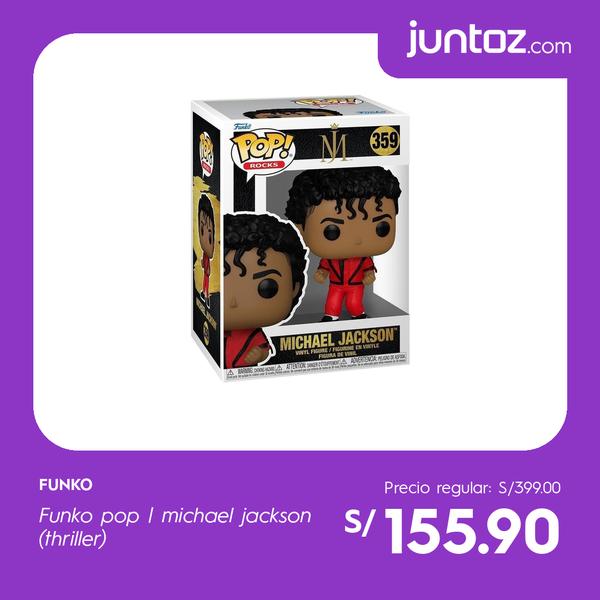 juntoz.com
Funko
POP!
ROCKS
MJ
359
MICHAEL JACKSON™
VINYL FIGURE / FIGURINE EN VINYLE
FIGURA DE VINIL
FUNKO
Precio regular: S/399.00
Funko pop | michael jackson
(thriller)
S/155.90